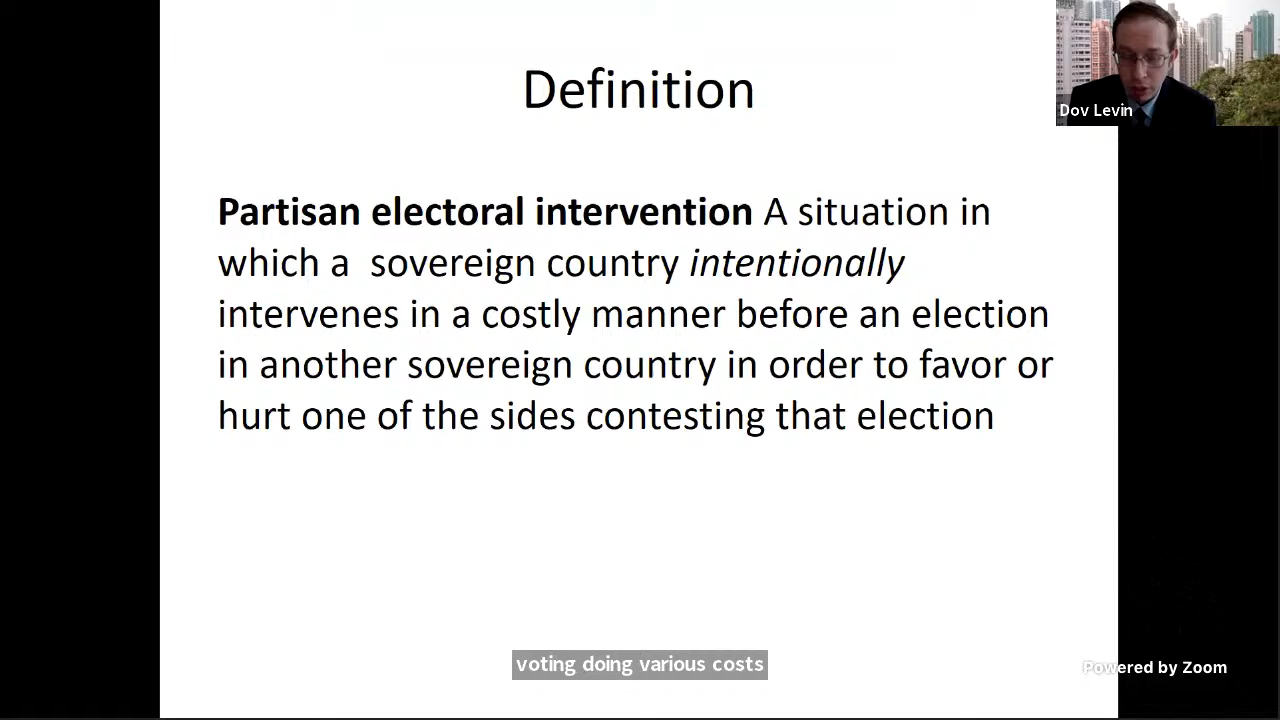 Definition
Dov Levin
Partisan electoral intervention A situation in
which a sovereign country intentionally
intervenes in a costly manner before an election
in another sovereign country in order to favor or
hurt one of the sides contesting that election
voting doing various costs
Powered by Zoom